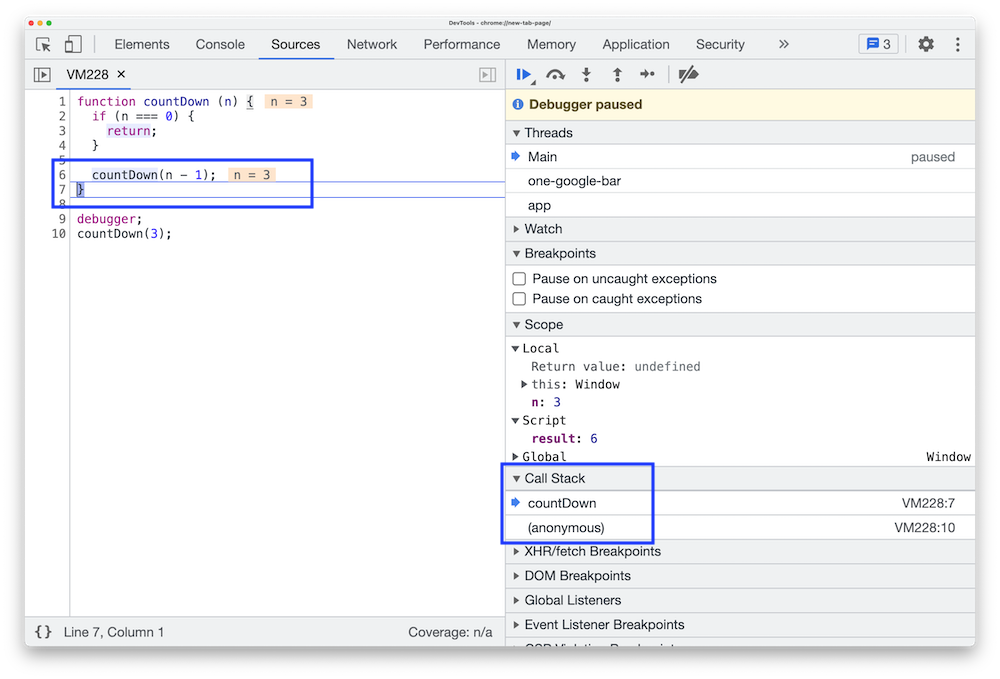 DevTools - chrome://new-tab-page/
Elements Console Sources Network Performance Memory Application Security » 3
VM228 ×
1 function countDown (n) { n = 3
2 if (n === 0) {
3 return;
4 }
5
6 countDown(n - 1); n = 3
7 }
8
9 debugger;
10 countDown(3);
{} Line 7, Column 1 Coverage: n/a
Debugger paused
Threads
Main paused
one-google-bar
app
Watch
Breakpoints
Pause on uncaught exceptions
Pause on caught exceptions
Scope
Local
Return value: undefined
this: Window
n: 3
Script
result: 6
Global Window
Call Stack
countDown VM228:7
(anonymous) VM228:10
XHR/fetch Breakpoints
DOM Breakpoints
Global Listeners
Event Listener Breakpoints